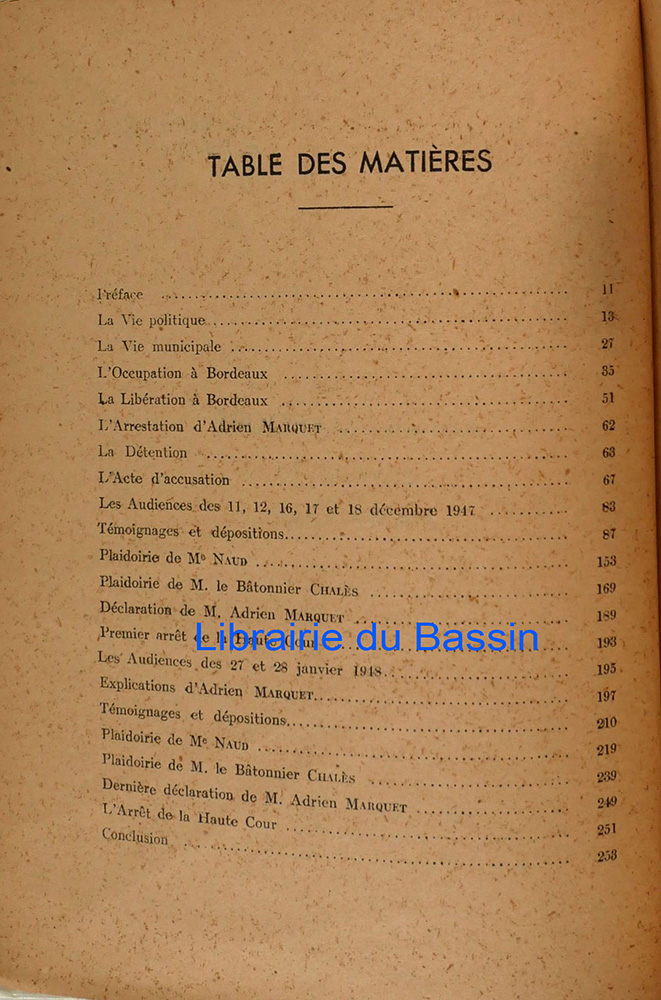 TABLE DES MATIÈRES
Préface 11
La Vie politique 13
La Vie municipale 27
L'Occupation à Bordeaux 35
La Libération à Bordeaux 51
L'Arrestation d'Adrien MARQUET 62
La Détention 63
L'Acte d'accusation 67
Les Audiences des 11, 12, 16, 17 et 18 décembre 1947 83
Témoignages et dépositions 87
Plaidoirie de Me NAUD 153
Plaidoirie de M. le Bâtonnier CHALÈS 169
Déclaration de M. Adrien MARQUET 189
Premier arrêt de la Haute Cour 193
Librairie du Bassin
Les Audiences des 27 et 28 janvier 1948 195
Explications d'Adrien MARQUET 197
Témoignages et dépositions 210
Plaidoirie de Me NAUD 219
Plaidoirie de M. le Bâtonnier CHALÈS 239
Dernière déclaration de M. Adrien MARQUET 249
L'Arrêt de la Haute Cour 251
Conclusion 253